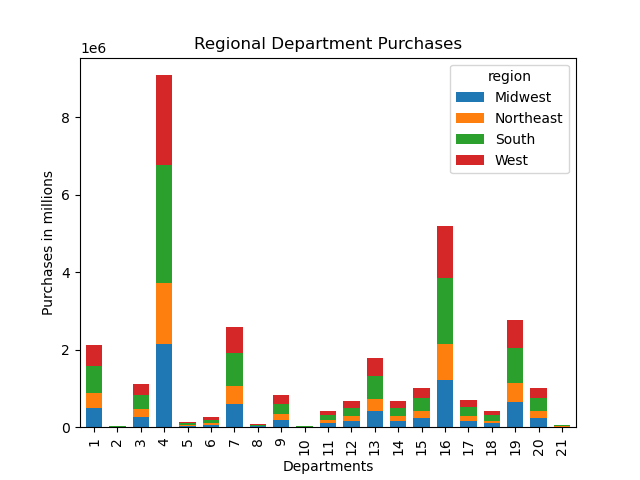 Regional Department Purchases
1e6
region
Midwest
Northeast
South
West
8
6
4
2
0
Purchases in millions
1 2 3 4 5 6 7 8 9 10 11 12 13 14 15 16 17 18 19 20 21
Departments